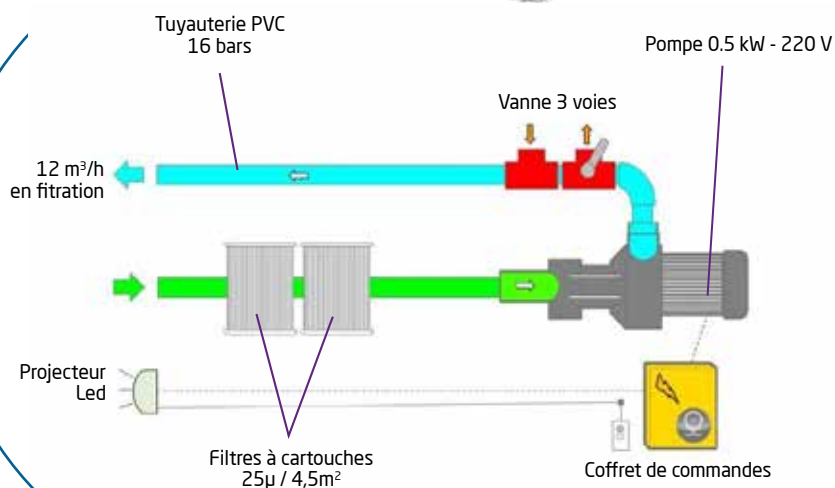 Tuyauterie PVC
16 bars
Pompe 0.5 kW - 220 V
Vanne 3 voies
12 m³/h
en fitration
Projecteur
Led
Filtres à cartouches
25µ / 4,5m²
Coffret de commandes